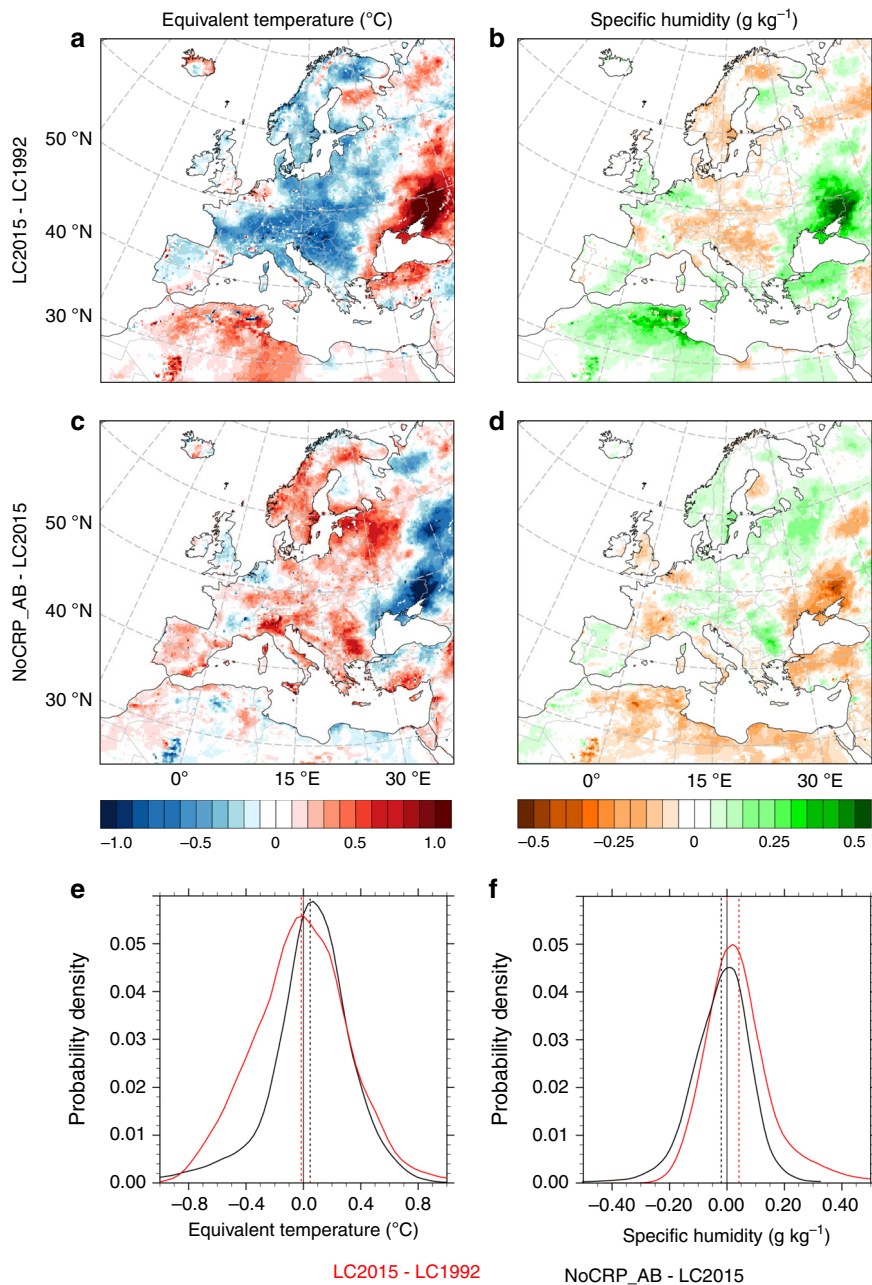 Equivalent temperature (°C)
Specific humidity (g kg⁻¹)
a
b
LC2015 - LC1992
50 °N
40 °N
30 °N
c
d
NoCRP_AB - LC2015
50 °N
40 °N
30 °N
0° 15 °E 30 °E
0° 15 °E 30 °E
–1.0 –0.5 0 0.5 1.0
–0.5 –0.25 0 0.25 0.5
e
Probability density
0.05
0.04
0.03
0.02
0.01
0.00
–0.8 –0.4 0.0 0.4 0.8
Equivalent temperature (°C)
f
Probability density
0.05
0.04
0.03
0.02
0.01
0.00
–0.20 0.00 0.20 0.40
Specific humidity (g kg⁻¹)
LC2015 - LC1992
NoCRP_AB - LC2015